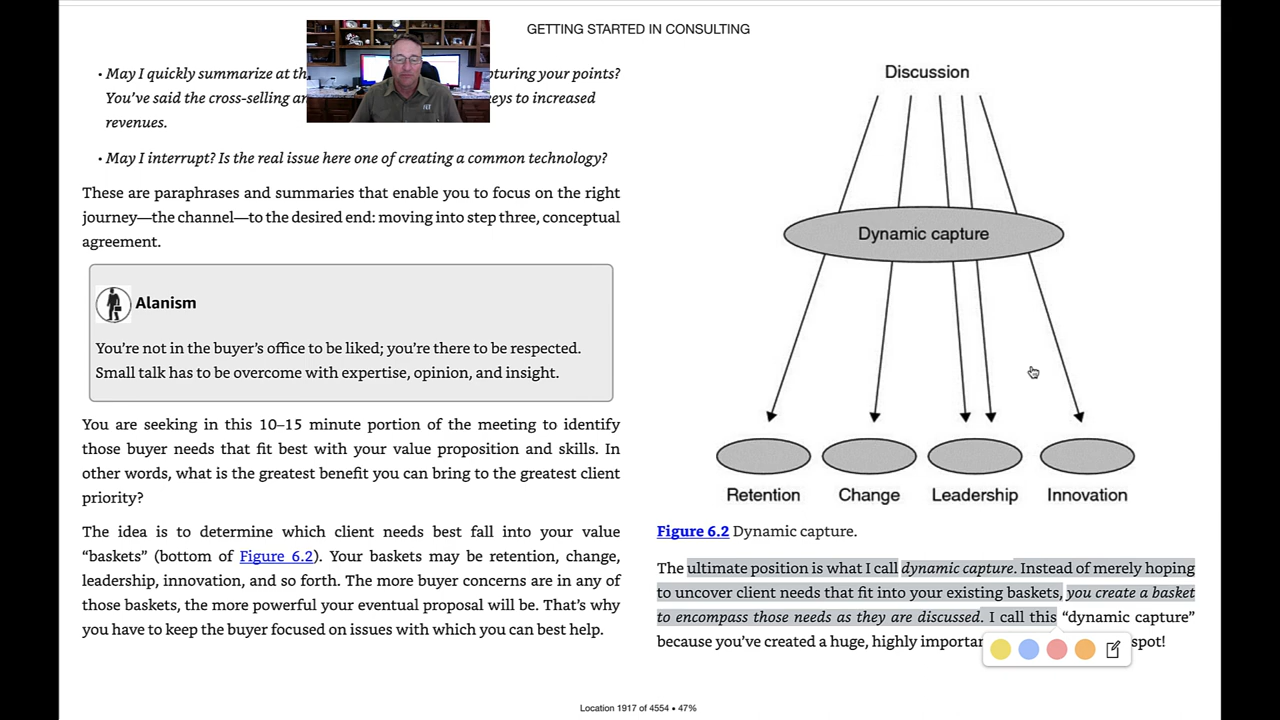 GETTING STARTED IN CONSULTING
• May I quickly summarize at th pturing your points?
You’ve said the cross-selling an eys to increased
revenues.
• May I interrupt? Is the real issue here one of creating a common technology?
These are paraphrases and summaries that enable you to focus on the right
journey—the channel—to the desired end: moving into step three, conceptual
agreement.
Alanism
You’re not in the buyer’s office to be liked; you’re there to be respected.
Small talk has to be overcome with expertise, opinion, and insight.
You are seeking in this 10–15 minute portion of the meeting to identify
those buyer needs that fit best with your value proposition and skills. In
other words, what is the greatest benefit you can bring to the greatest client
priority?
The idea is to determine which client needs best fall into your value
“baskets” (bottom of Figure 6.2). Your baskets may be retention, change,
leadership, innovation, and so forth. The more buyer concerns are in any of
those baskets, the more powerful your eventual proposal will be. That’s why
you have to keep the buyer focused on issues with which you can best help.
Discussion
Dynamic capture
Retention Change Leadership Innovation
Figure 6.2 Dynamic capture.
The ultimate position is what I call dynamic capture. Instead of merely hoping
to uncover client needs that fit into your existing baskets, you create a basket
to encompass those needs as they are discussed. I call this “dynamic capture”
because you’ve created a huge, highly importan spot!
Location 1917 of 4554 • 47%